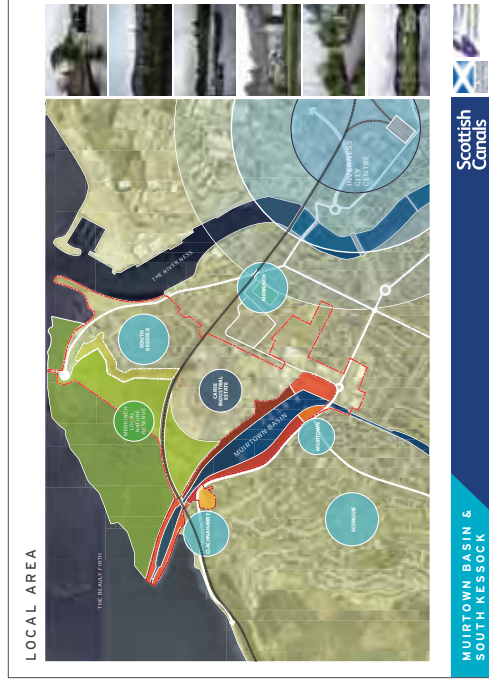 LOCAL AREA
THE BEAULY FIRTH
MERKINCH
LOCAL
NATURE
RESERVE
SOUTH
KESSOCK
THE RIVER NESS
INVERNESS
CITY
CENTRE
MERKINCH
CARSE
INDUSTRIAL
ESTATE
MUIRTOWN BASIN
CLACHNAHARRY
MUIRTOWN
SCORGUIE
MUIRTOWN BASIN &
SOUTH KESSOCK
Scottish
Canals